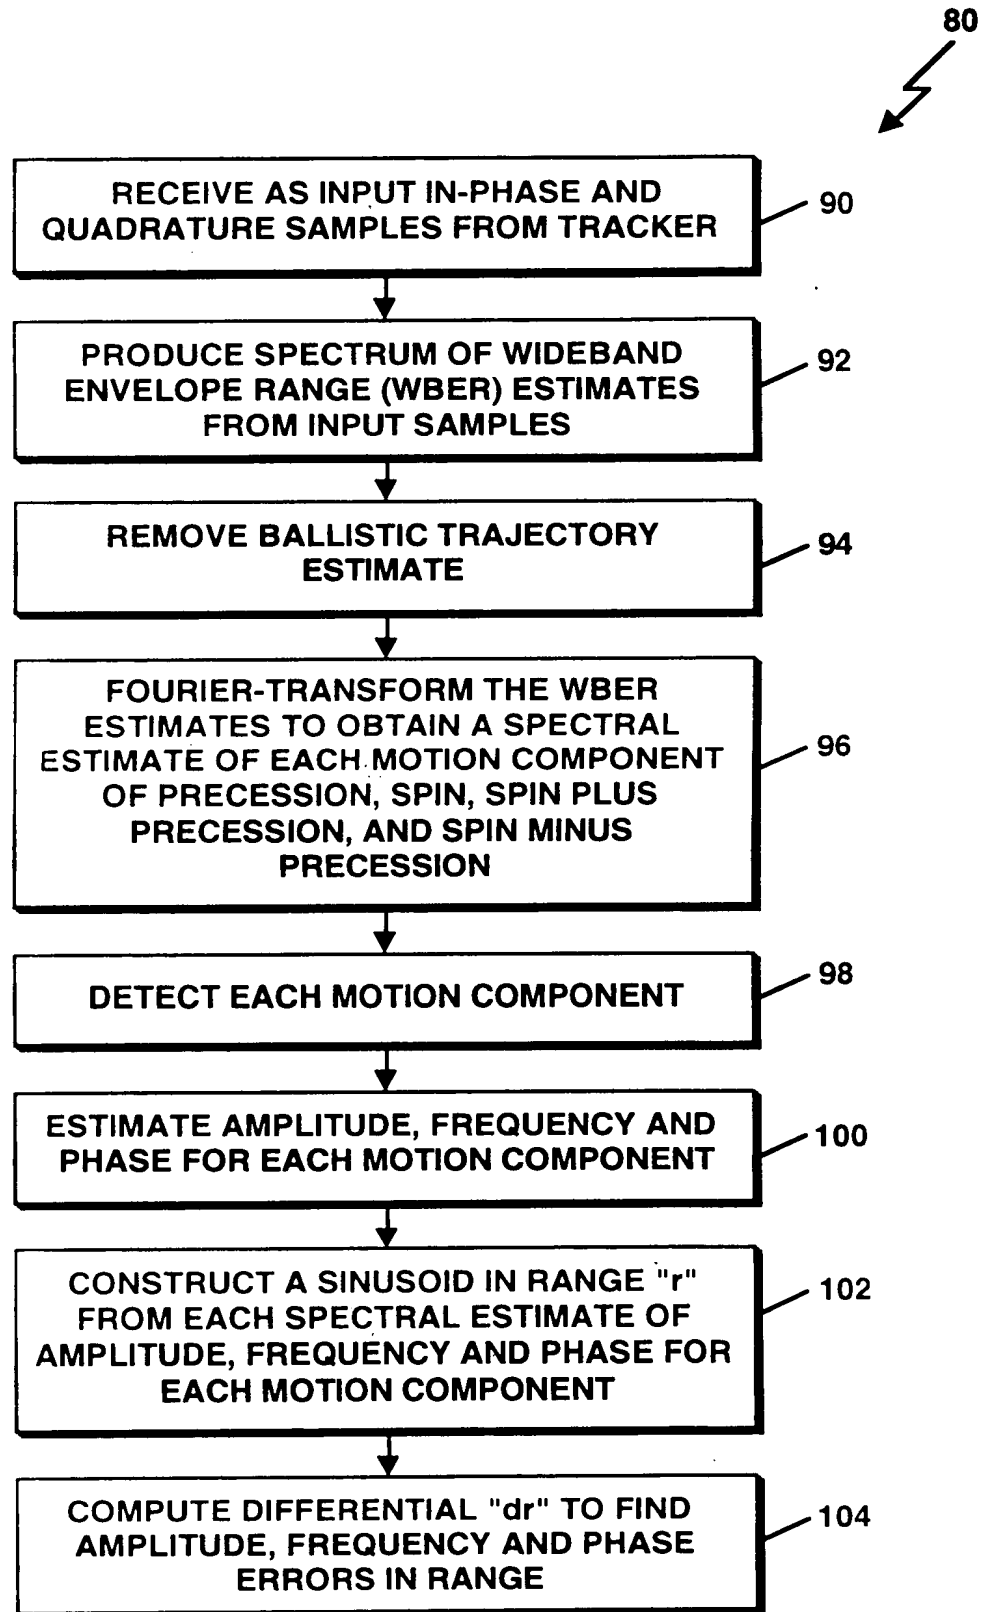 80
RECEIVE AS INPUT IN-PHASE AND
QUADRATURE SAMPLES FROM TRACKER
90
PRODUCE SPECTRUM OF WIDEBAND
ENVELOPE RANGE (WBER) ESTIMATES
FROM INPUT SAMPLES
92
REMOVE BALLISTIC TRAJECTORY
ESTIMATE
94
FOURIER-TRANSFORM THE WBER
ESTIMATES TO OBTAIN A SPECTRAL
ESTIMATE OF EACH MOTION COMPONENT
OF PRECESSION, SPIN, SPIN PLUS
PRECESSION, AND SPIN MINUS
PRECESSION
96
DETECT EACH MOTION COMPONENT
98
ESTIMATE AMPLITUDE, FREQUENCY AND
PHASE FOR EACH MOTION COMPONENT
100
CONSTRUCT A SINUSOID IN RANGE "r"
FROM EACH SPECTRAL ESTIMATE OF
AMPLITUDE, FREQUENCY AND PHASE FOR
EACH MOTION COMPONENT
102
COMPUTE DIFFERENTIAL "dr" TO FIND
AMPLITUDE, FREQUENCY AND PHASE
ERRORS IN RANGE
104